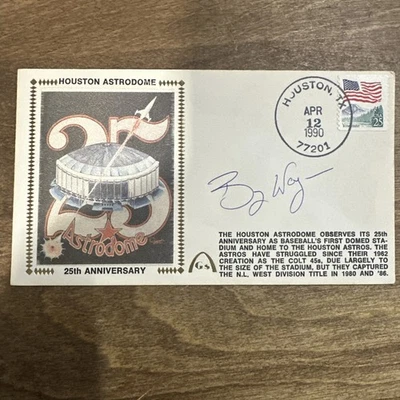 HOUSTON ASTRODOME
25
Astrodome
25th ANNIVERSARY
HOUSTON, TX
APR
12
1990
77201
25
GS
THE HOUSTON ASTRODOME OBSERVES ITS 25th
ANNIVERSARY AS BASEBALL'S FIRST DOMED STA-
DIUM AND HOME TO THE HOUSTON ASTROS. THE
ASTROS HAVE STRUGGLED SINCE THEIR 1962
CREATION AS THE COLT 45s, DUE LARGELY TO
THE SIZE OF THE STADIUM, BUT THEY CAPTURED
THE N.L. WEST DIVISION TITLE IN 1980 AND '86.